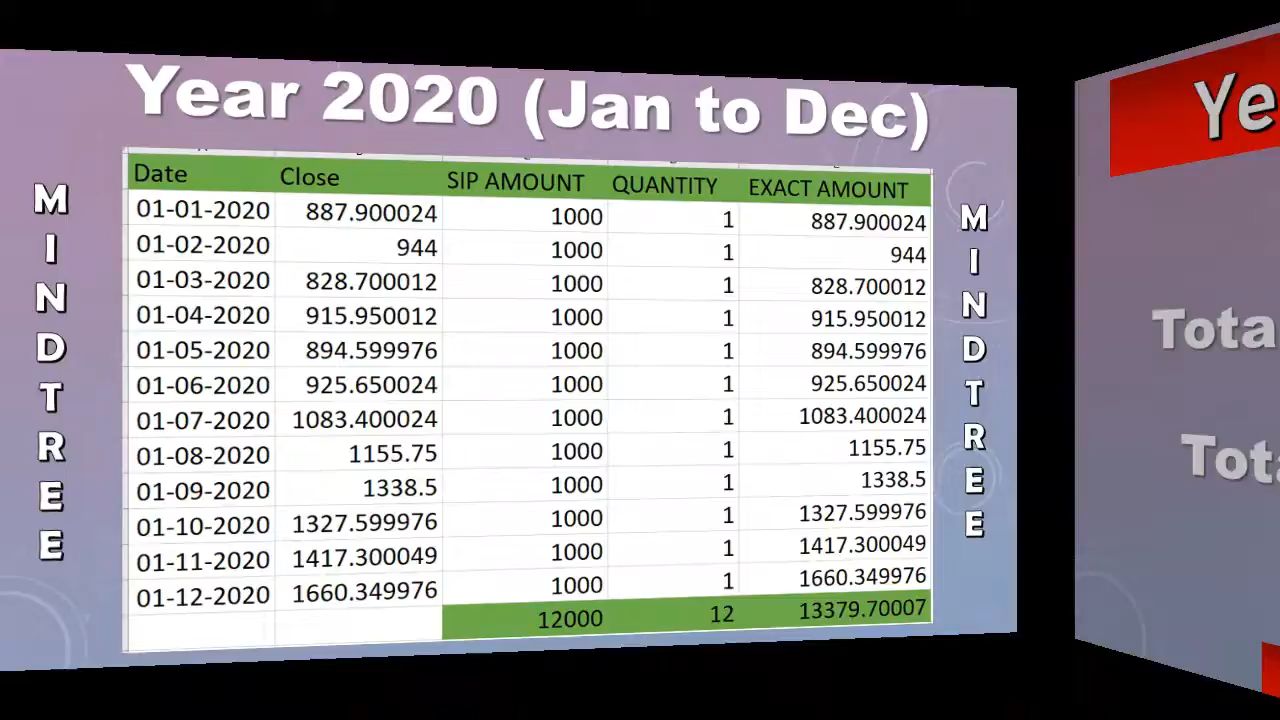 Year 2020 (Jan to Dec)
MINDTREE
Date Close SIP AMOUNT QUANTITY EXACT AMOUNT
01-01-2020 887.900024 1000 1 887.900024
01-02-2020 944 1000 1 944
01-03-2020 828.700012 1000 1 828.700012
01-04-2020 915.950012 1000 1 915.950012
01-05-2020 894.599976 1000 1 894.599976
01-06-2020 925.650024 1000 1 925.650024
01-07-2020 1083.400024 1000 1 1083.400024
01-08-2020 1155.75 1000 1 1155.75
01-09-2020 1338.5 1000 1 1338.5
01-10-2020 1327.599976 1000 1 1327.599976
01-11-2020 1417.300049 1000 1 1417.300049
01-12-2020 1660.349976 1000 1 1660.349976
12000 12 13379.70007
MINDTREE